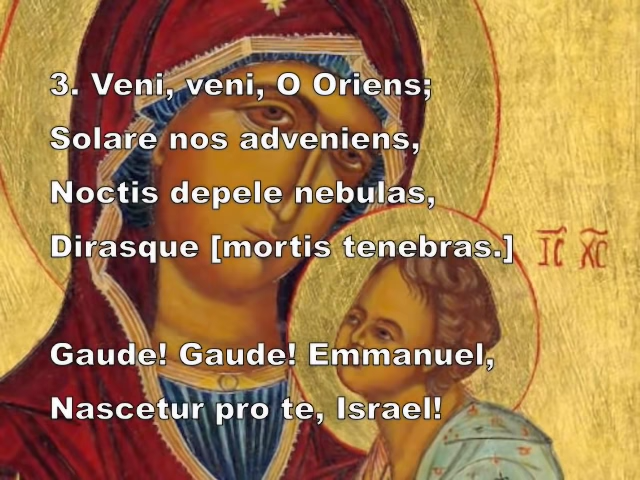 3. Veni, veni, O Oriens;
Solare nos adveniens,
Noctis depele nebulas,
Dirasque [mortis tenebras.]
IC XC
Gaude! Gaude! Emmanuel,
Nascetur pro te, Israel!